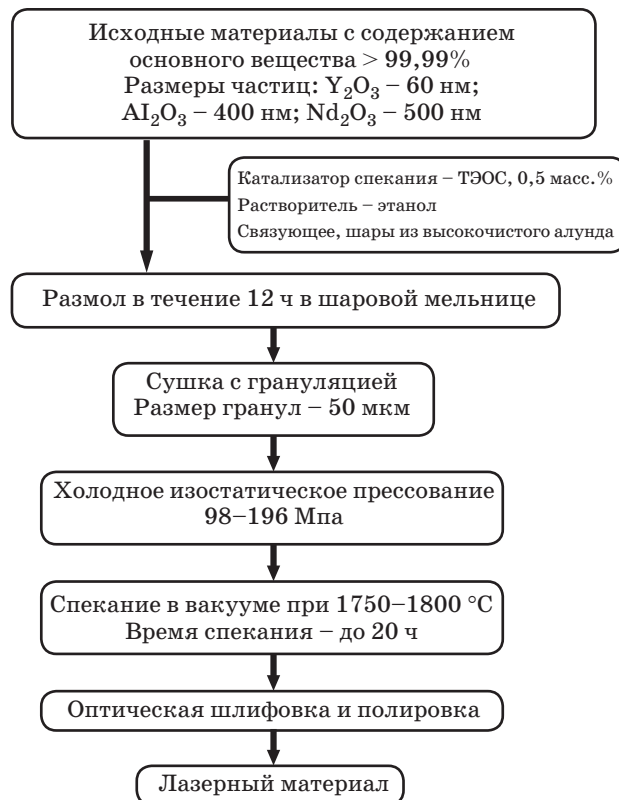 Исходные материалы с содержанием
основного вещества > 99,99%
Размеры частиц: Y₂O₃ – 60 нм;
AI₂O₃ – 400 нм; Nd₂O₃ – 500 нм
Катализатор спекания – ТЭОС, 0,5 масс.%
Растворитель – этанол
Связующее, шары из высокочистого алунда
Размол в течение 12 ч в шаровой мельнице
Сушка с грануляцией
Размер гранул – 50 мкм
Холодное изостатическое прессование
98–196 Мпа
Спекание в вакууме при 1750–1800 °С
Время спекания – до 20 ч
Оптическая шлифовка и полировка
Лазерный материал